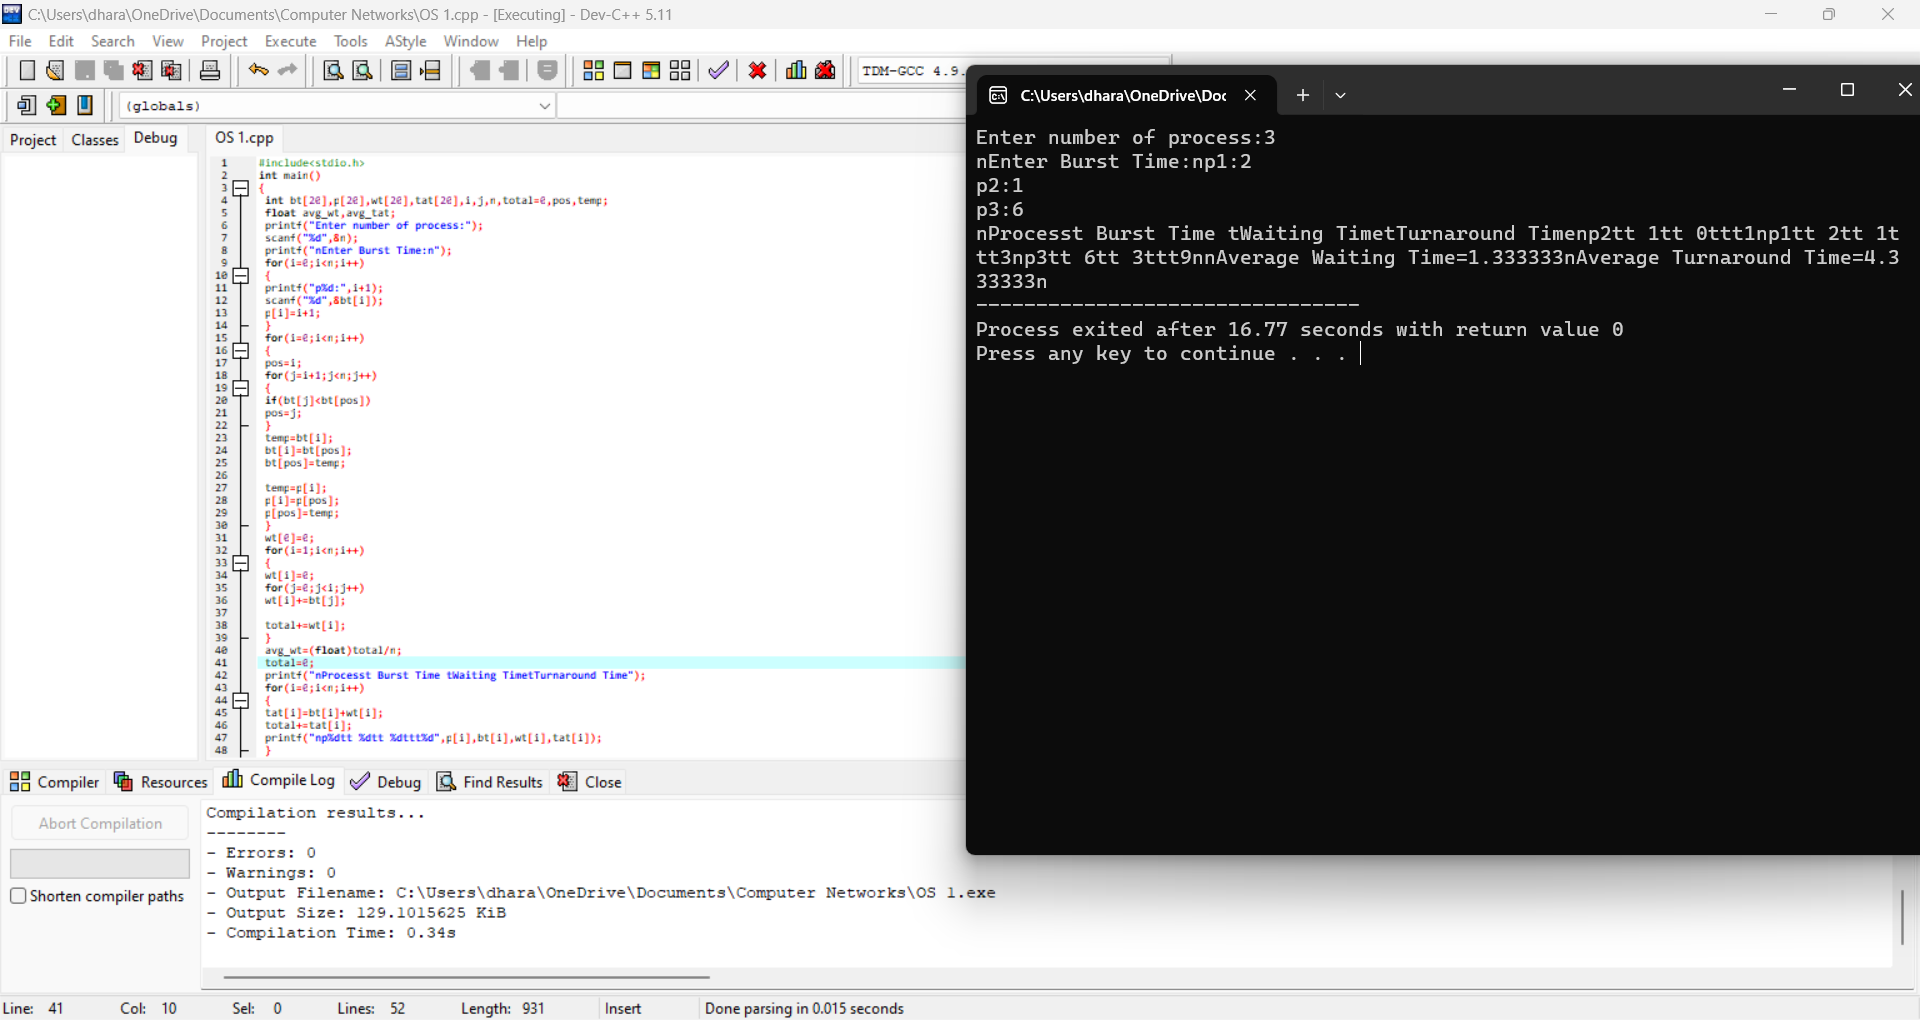 C:\Users\dhara\OneDrive\Documents\Computer Networks\OS 1.cpp - [Executing] - Dev-C++ 5.11
File Edit Search View Project Execute Tools AStyle Window Help
TDM-GCC 4.9.
(globals)
Project Classes Debug
OS 1.cpp
1 #include<stdio.h>
2 int main()
3 {
4 int bt[20],p[20],wt[20],tat[20],i,j,n,total=0,pos,temp;
5 float avg_wt,avg_tat;
6 printf("Enter number of process:");
7 scanf("%d",&n);
8 printf("nEnter Burst Time:n");
9 for(i=0;i<n;i++)
10 {
11 printf("p%d:",i+1);
12 scanf("%d",&bt[i]);
13 p[i]=i+1;
14 }
15 for(i=0;i<n;i++)
16 {
17 pos=i;
18 for(j=i+1;j<n;j++)
19 {
20 if(bt[j]<bt[pos])
21 pos=j;
22 }
23 temp=bt[i];
24 bt[i]=bt[pos];
25 bt[pos]=temp;
26
27 temp=p[i];
28 p[i]=p[pos];
29 p[pos]=temp;
30 }
31 wt[0]=0;
32 for(i=1;i<n;i++)
33 {
34 wt[i]=0;
35 for(j=0;j<i;j++)
36 wt[i]+=bt[j];
37
38 total+=wt[i];
39 }
40 avg_wt=(float)total/n;
41 total=0;
42 printf("nProcesst Burst Time tWaiting TimetTurnaround Time");
43 for(i=0;i<n;i++)
44 {
45 tat[i]=bt[i]+wt[i];
46 total+=tat[i];
47 printf("np%dtt %dtt %dttt%d",p[i],bt[i],wt[i],tat[i]);
48 }
C:\Users\dhara\OneDrive\Doc
Enter number of process:3
nEnter Burst Time:np1:2
p2:1
p3:6
nProcesst Burst Time tWaiting TimetTurnaround Timenp2tt 1tt 0ttt1np1tt 2tt 1t
tt3np3tt 6tt 3ttt9nnAverage Waiting Time=1.333333nAverage Turnaround Time=4.3
33333n
--------------------------------
Process exited after 16.77 seconds with return value 0
Press any key to continue . . .
Compiler Resources Compile Log Debug Find Results Close
Abort Compilation
Shorten compiler paths
Compilation results...
--------
- Errors: 0
- Warnings: 0
- Output Filename: C:\Users\dhara\OneDrive\Documents\Computer Networks\OS 1.exe
- Output Size: 129.1015625 KiB
- Compilation Time: 0.34s
Line: 41 Col: 10 Sel: 0 Lines: 52 Length: 931 Insert Done parsing in 0.015 seconds